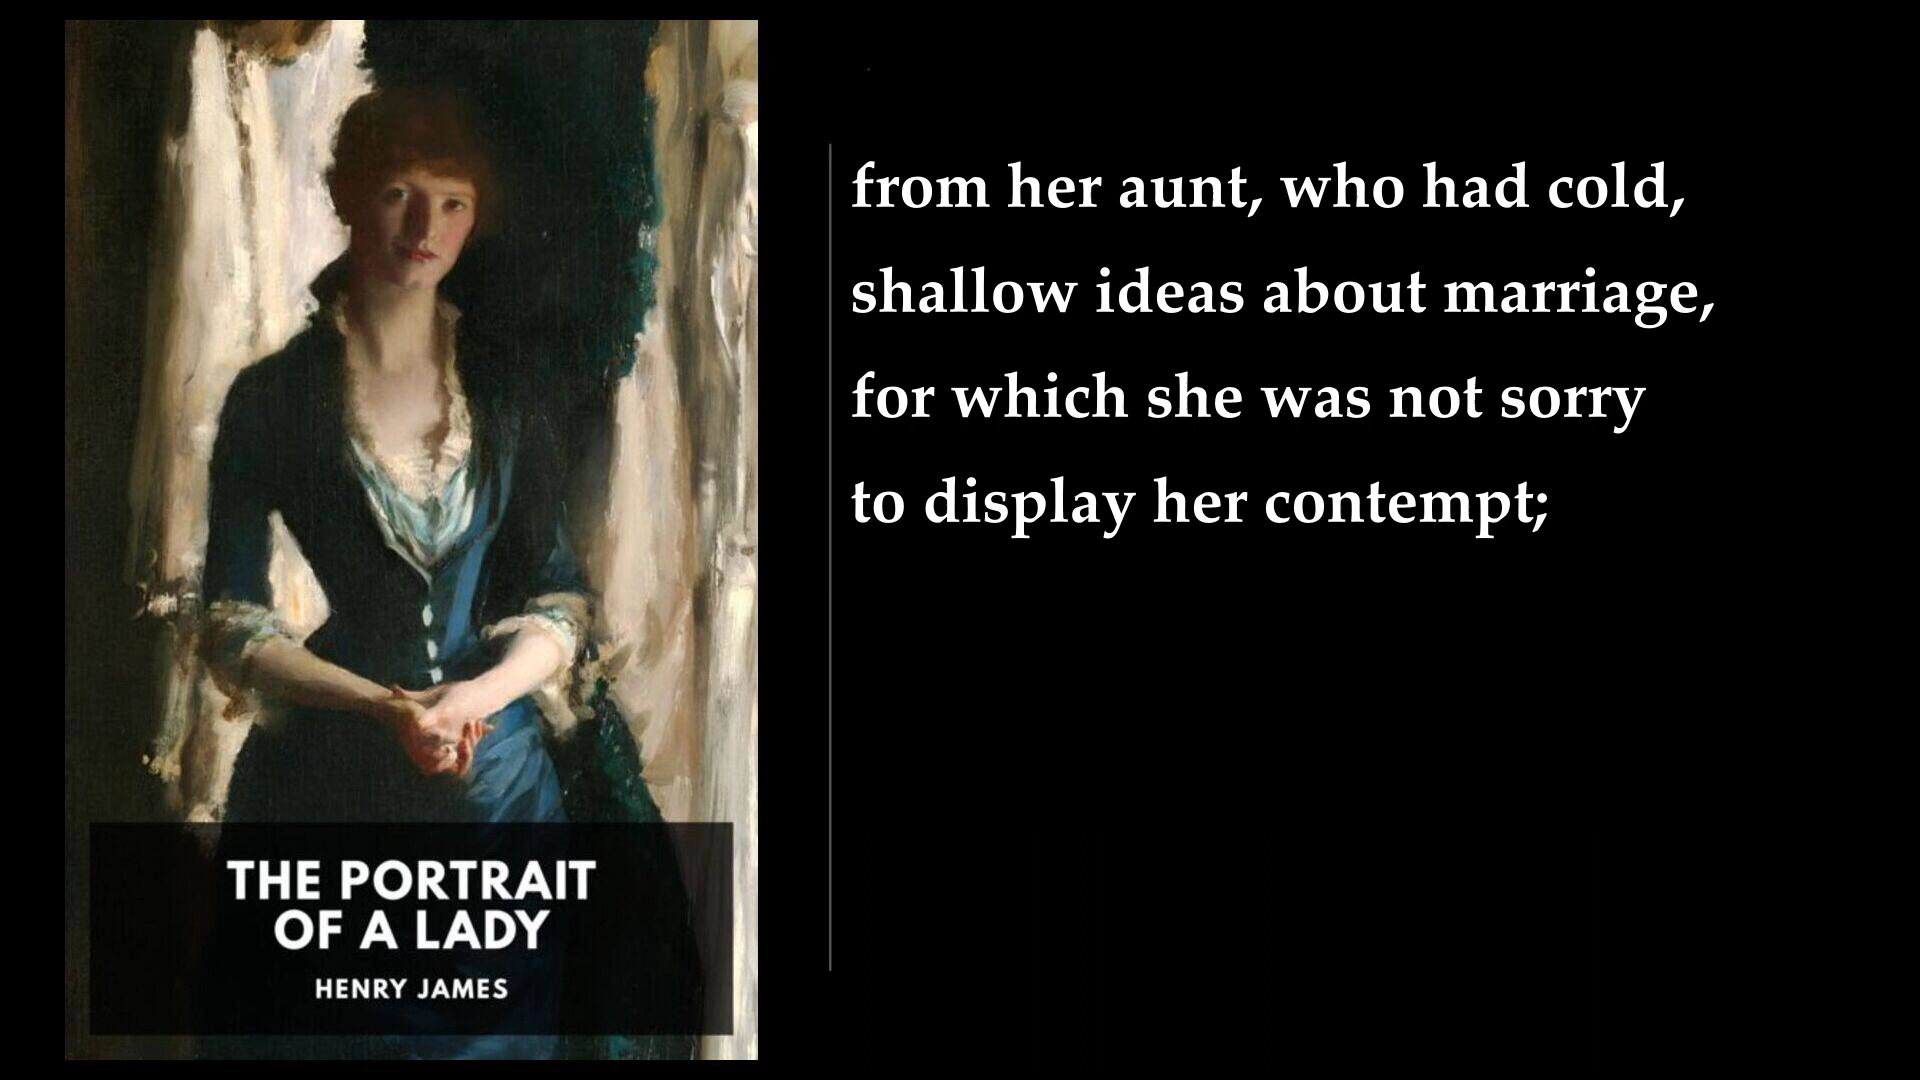 from her aunt, who had cold,
shallow ideas about marriage,
for which she was not sorry
to display her contempt;
THE PORTRAIT
OF A LADY
HENRY JAMES